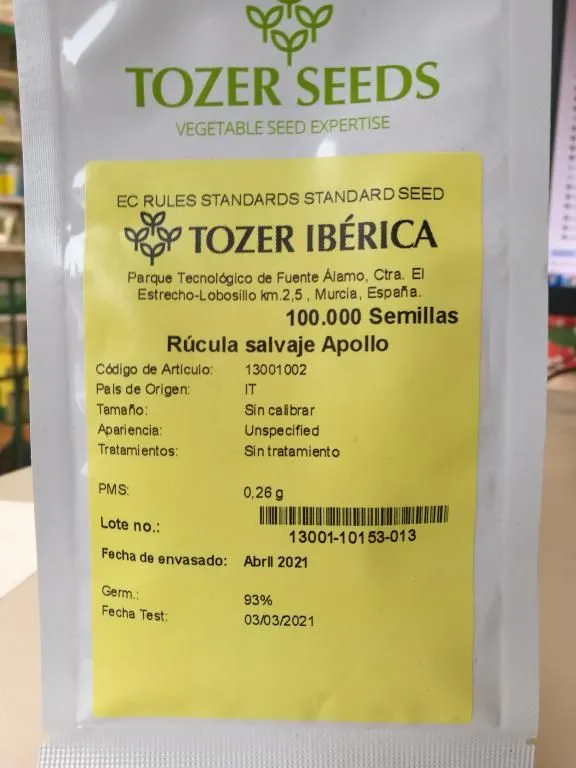 TOZER SEEDS
VEGETABLE SEED EXPERTISE
EC RULES STANDARDS STANDARD SEED
TOZER IBÉRICA
Parque Tecnológico de Fuente Álamo, Ctra. El
Estrecho-Lobosillo km.2,5 , Murcia, España.
100.000 Semillas
Rúcula salvaje Apollo
Código de Articulo: 13001002
País de Origen: IT
Tamaño: Sin calibrar
Apariencia: Unspecified
Tratamientos: Sin tratamiento
PMS: 0,26 g
Lote no.:
13001-10153-013
Fecha de envasado: Abril 2021
Germ.: 93%
Fecha Test: 03/03/2021